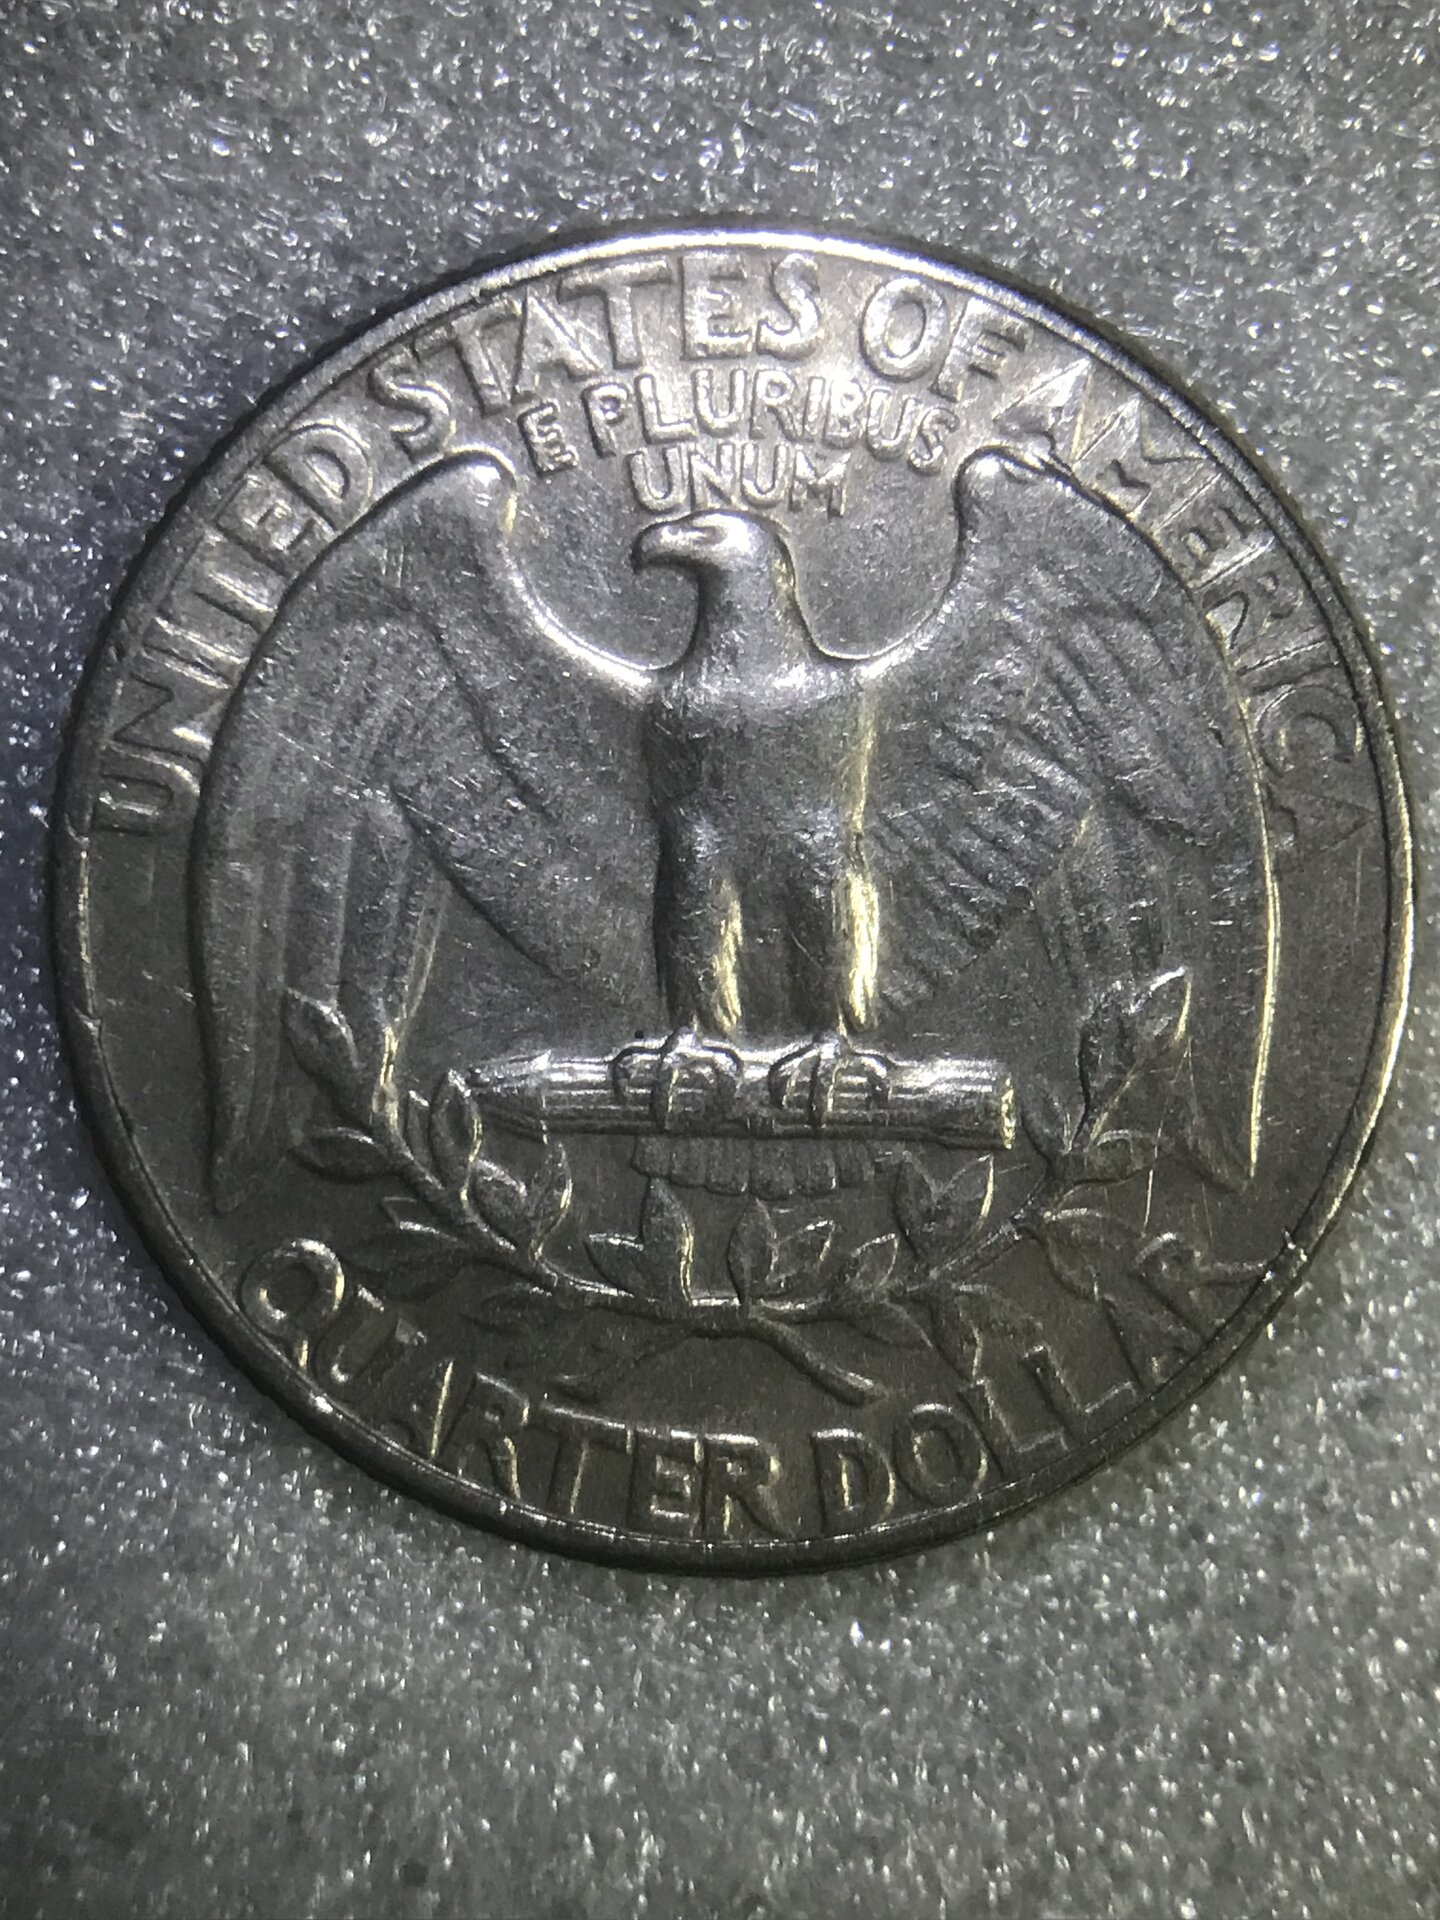 UNITED STATES OF AMERICA
E PLURIBUS
UNUM
QUARTER DOLLAR